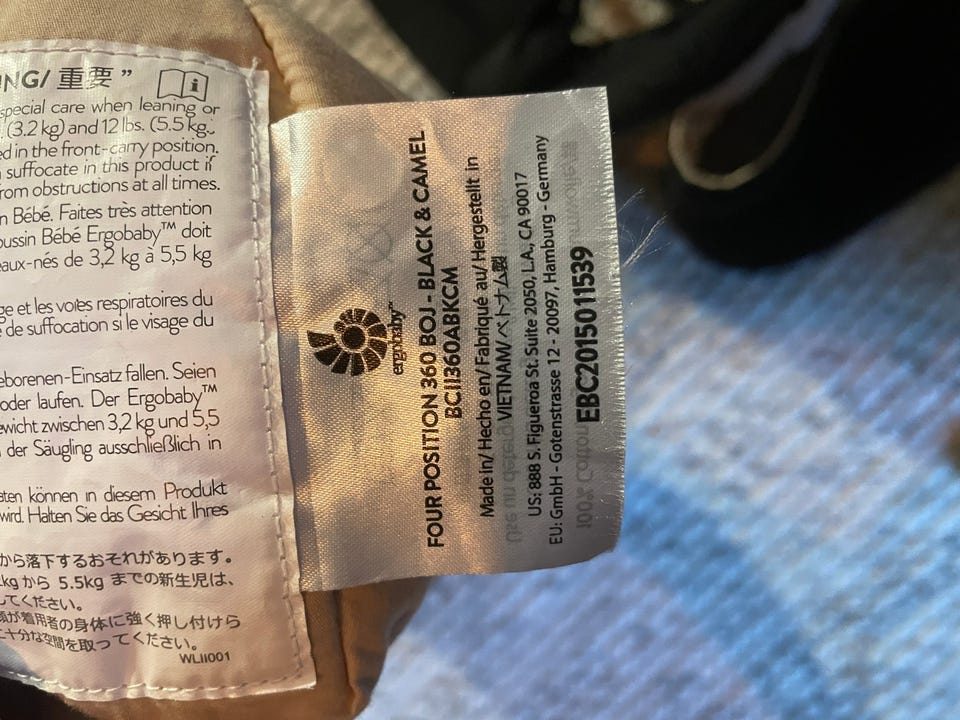 NG/ 重要 ”
special care when leaning or
(3.2 kg) and 12 lbs. (5.5 kg.
ed in the front-carry position.
suffocate in this product if
rom obstructions at all times.
n Bébé. Faites très attention
oussin Bébé Ergobaby™ doit
eaux-nés de 3,2 kg à 5,5 kg
ge et les voies respiratoires du
de suffocation si le visage du
eborenen-Einsatz fallen. Seien
oder laufen. Der Ergobaby™
ewicht zwischen 3,2 kg und 5,5
der Säugling ausschließlich in
aten können in diesem Produkt
wird. Halten Sie das Gesicht Ihres
から落下するおそれがあります。
kg から 5.5kg までの新生児は、
してください。
顔が着用者の身体に強く押し付けら
十分な空間を取ってください。
WLII001
ergobaby™
FOUR POSITION 360 BOJ - BLACK & CAMEL
BCII360ABKCM
Made in/ Hecho en/ Fabriqué au/ Hergestellt in
VIETNAM/ベトナム製
US: 888 S. Figueroa St. Suite 2050, L.A., CA 90017
EU: GmbH - Gotenstrasse 12 - 20097, Hamburg - Germany
EBC2015011539
100% Cotton